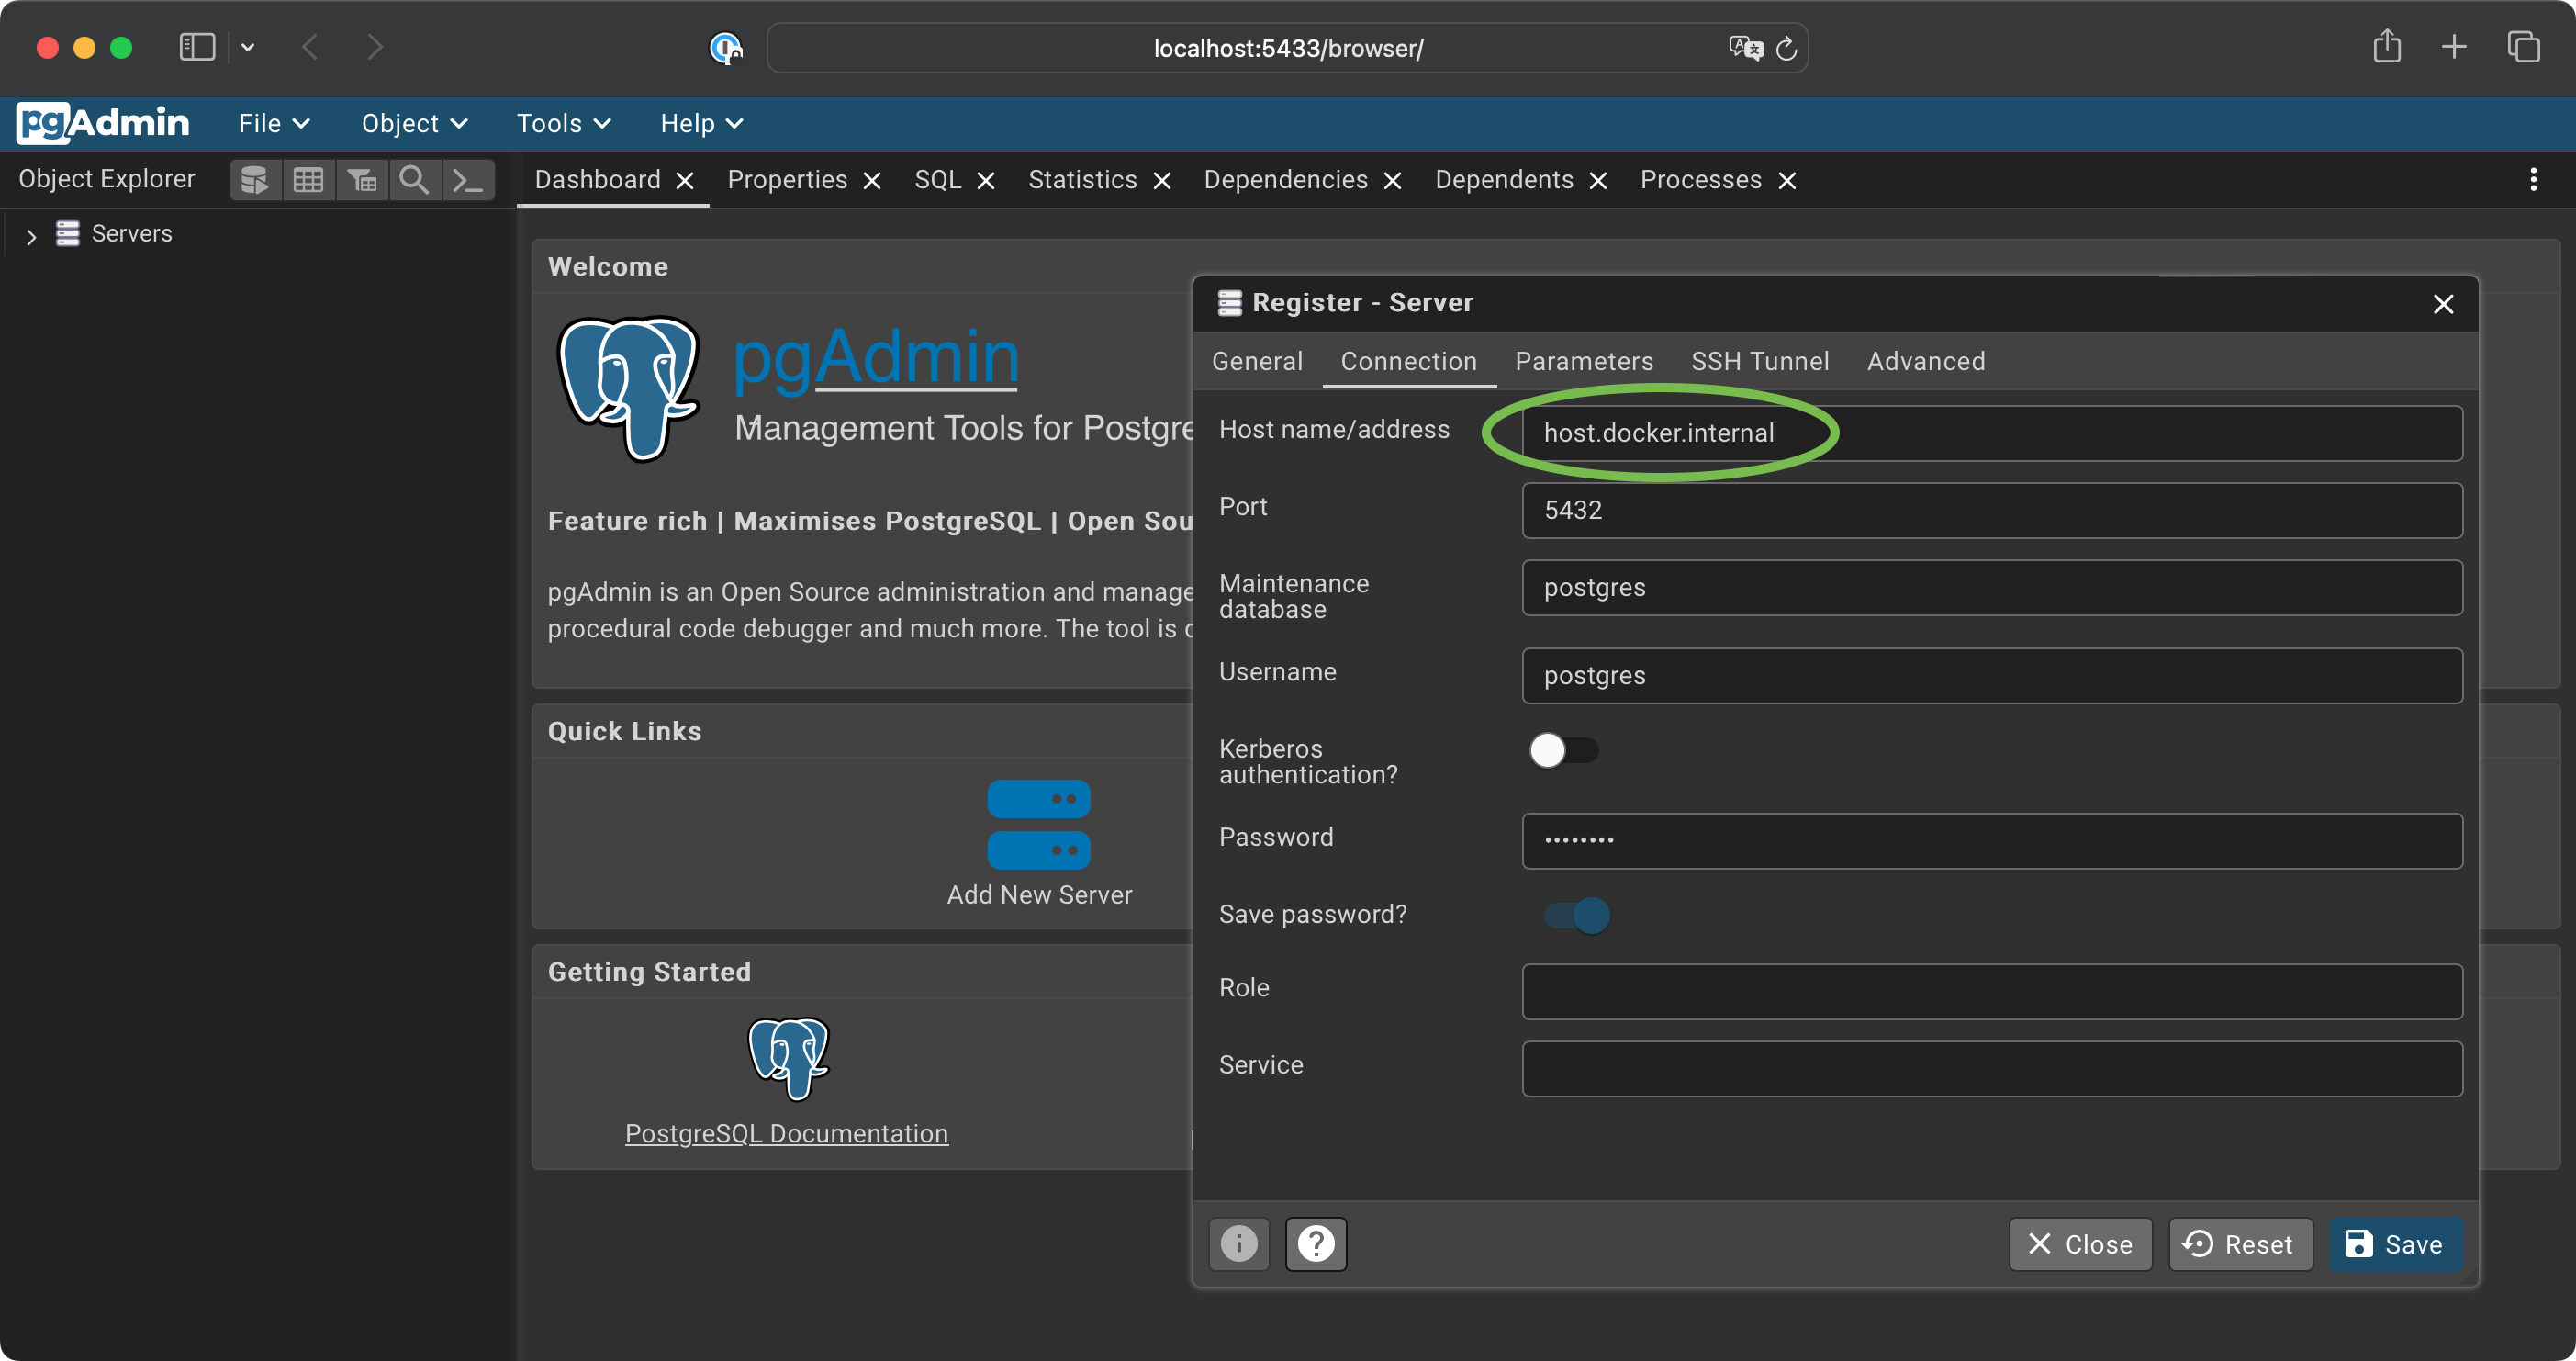 localhost:5433/browser/
pgAdmin File Object Tools Help
Object Explorer
Dashboard Properties SQL Statistics Dependencies Dependents Processes
Servers
Welcome
pgAdmin
Management Tools for Postgre
Feature rich | Maximises PostgreSQL | Open Sou
pgAdmin is an Open Source administration and manage
procedural code debugger and much more. The tool is
Quick Links
Add New Server
Getting Started
PostgreSQL Documentation
Register - Server
General Connection Parameters SSH Tunnel Advanced
Host name/address host.docker.internal
Port 5432
Maintenance
database postgres
Username postgres
Kerberos
authentication?
Password ••••••••
Save password?
Role
Service
Close Reset Save